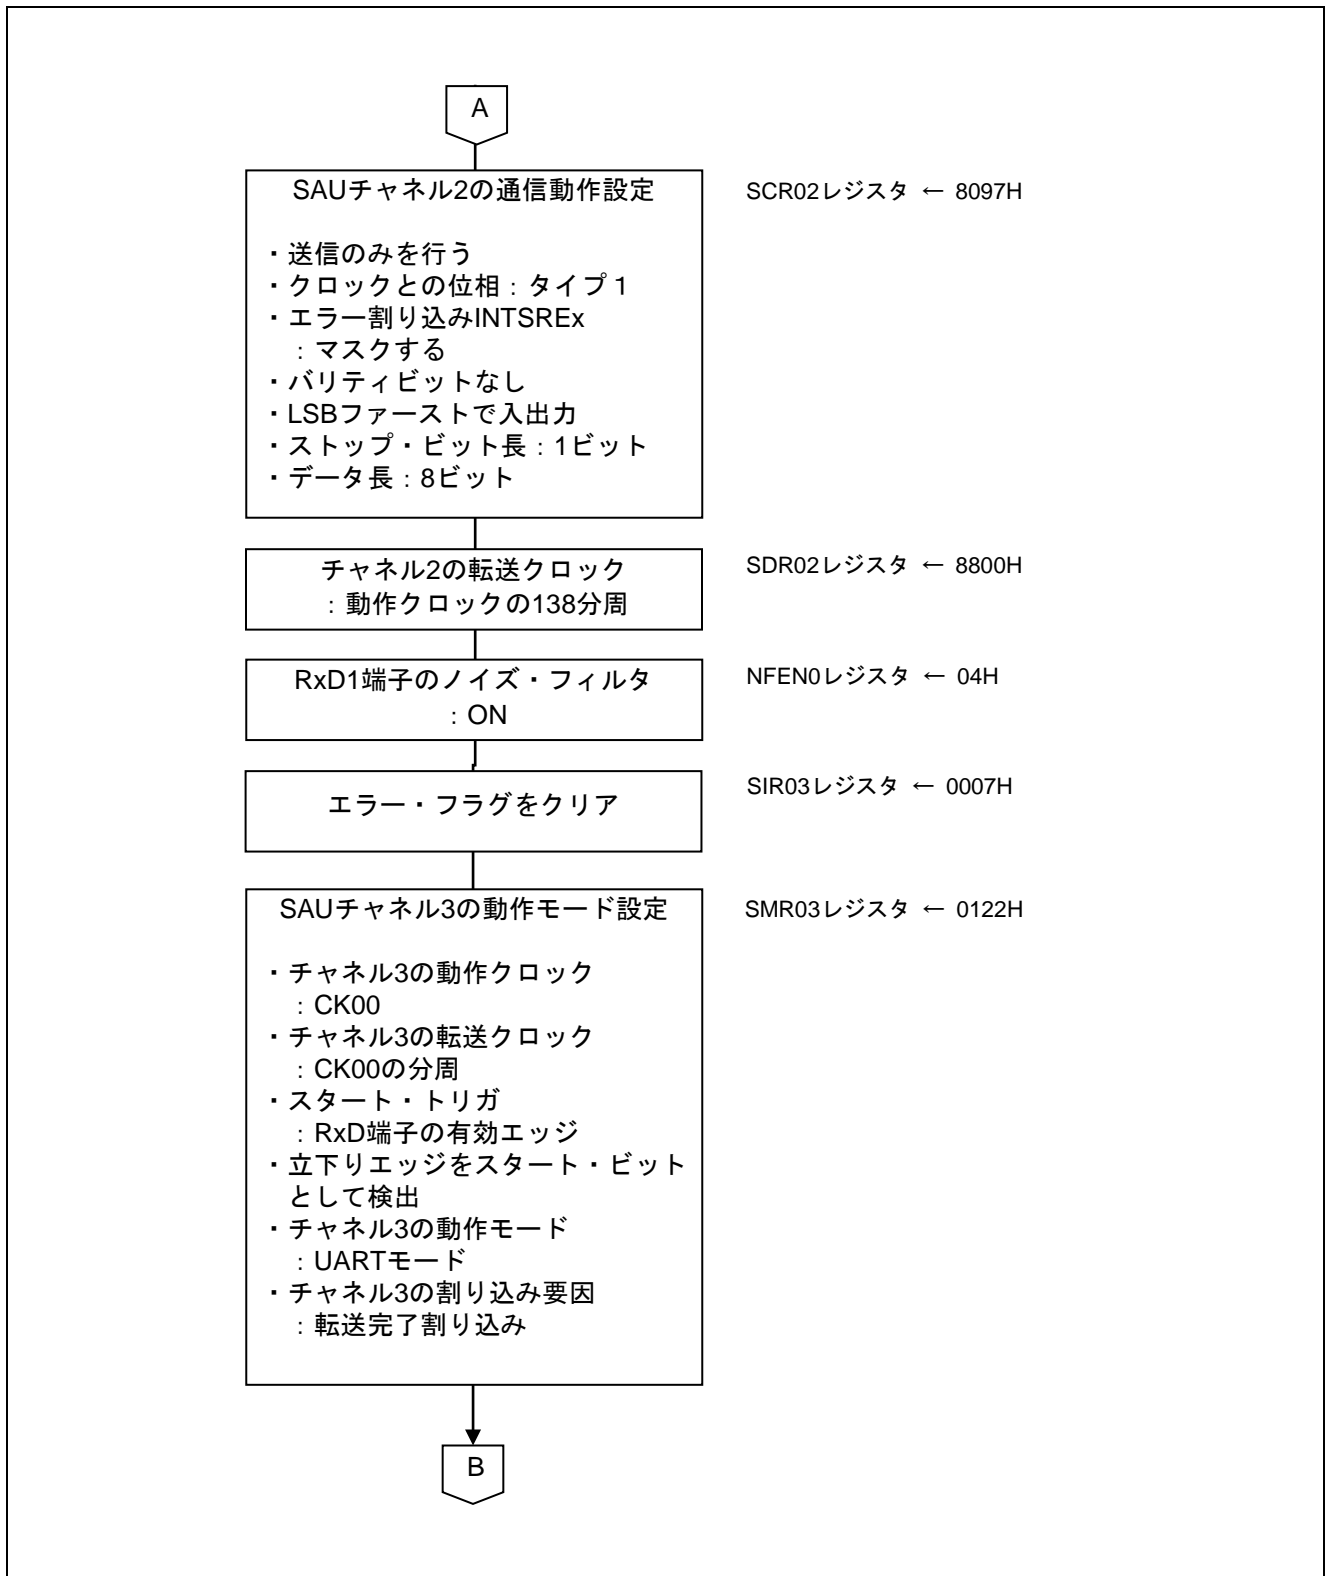 A
SAUチャネル2の通信動作設定
SCR02レジスタ ← 8097H
・送信のみを行う
・クロックとの位相：タイプ１
・エラー割り込みINTSREx
：マスクする
・バリティビットなし
・LSBファーストで入出力
・ストップ・ビット長：1ビット
・データ長：8ビット
チャネル2の転送クロック
：動作クロックの138分周
SDR02レジスタ ← 8800H
RxD1端子のノイズ・フィルタ
：ON
NFEN0レジスタ ← 04H
エラー・フラグをクリア
SIR03レジスタ ← 0007H
SAUチャネル3の動作モード設定
SMR03レジスタ ← 0122H
・チャネル3の動作クロック
：CK00
・チャネル3の転送クロック
：CK00の分周
・スタート・トリガ
：RxD端子の有効エッジ
・立下りエッジをスタート・ビット
として検出
・チャネル3の動作モード
：UARTモード
・チャネル3の割り込み要因
：転送完了割り込み
B